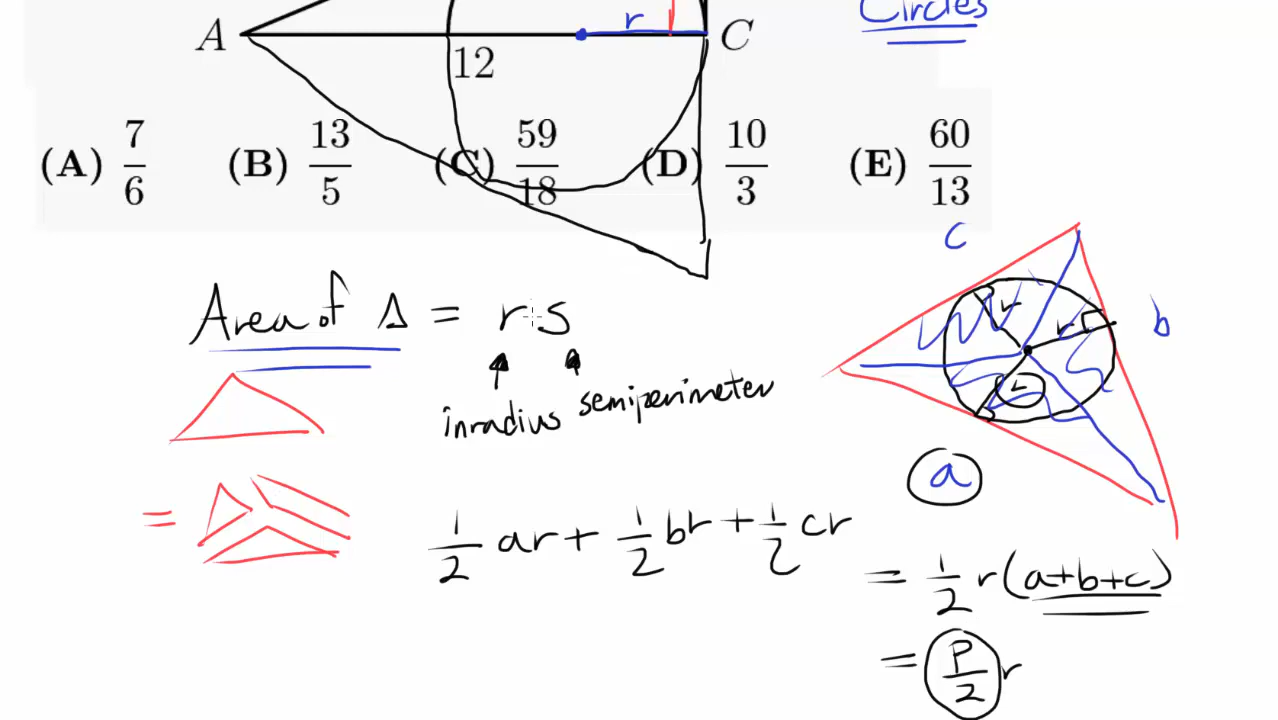 Circles
A
r
C
12
(A) 7/6 (B) 13/5 (C) 59/18 (D) 10/3 (E) 60/13
c
Area of Δ = r·s
r
r
b
r
inradius semiperimeter
a
=
1/2 ar + 1/2 br + 1/2 cr
= 1/2 r(a+b+c)
= P/2 r